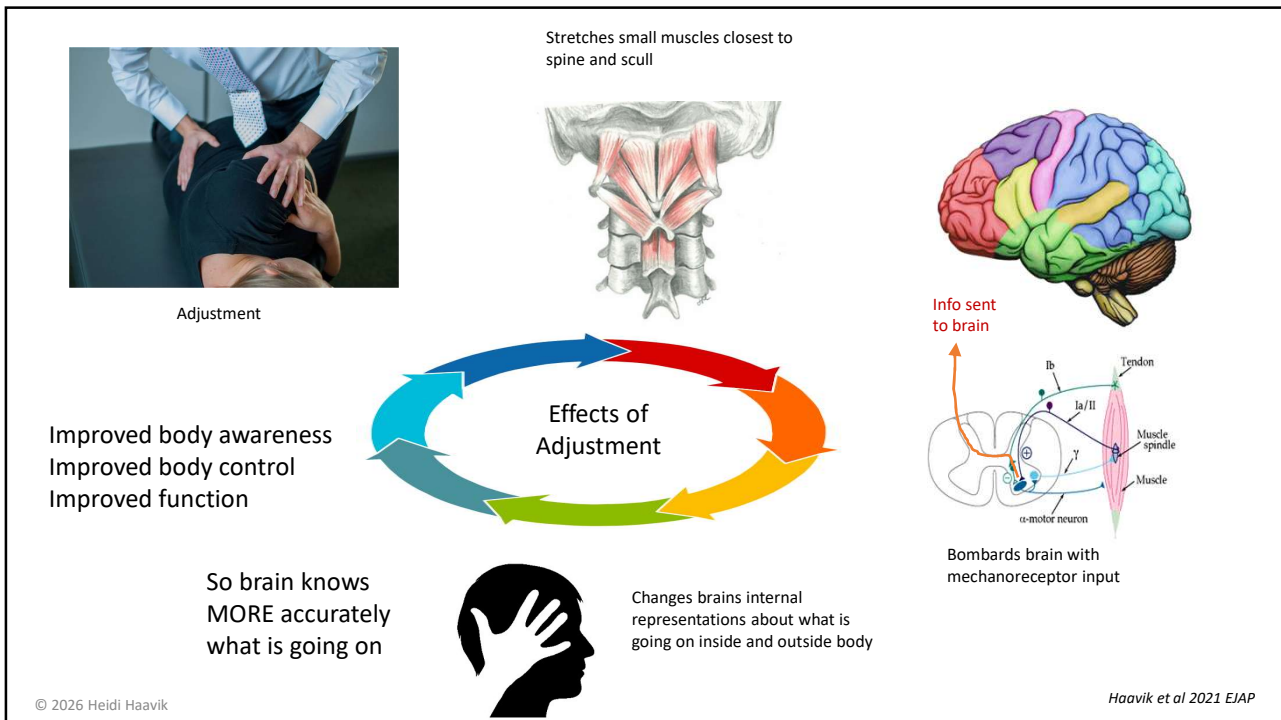 Stretches small muscles closest to
spine and scull
Adjustment
Info sent
to brain
Effects of
Adjustment
Ib
Tendon
Ia/II
Muscle
spindle
γ
Muscle
α-motor neuron
Bombards brain with
mechanoreceptor input
Improved body awareness
Improved body control
Improved function
So brain knows
MORE accurately
what is going on
Changes brains internal
representations about what is
going on inside and outside body
© 2026 Heidi Haavik
Haavik et al 2021 EJAP